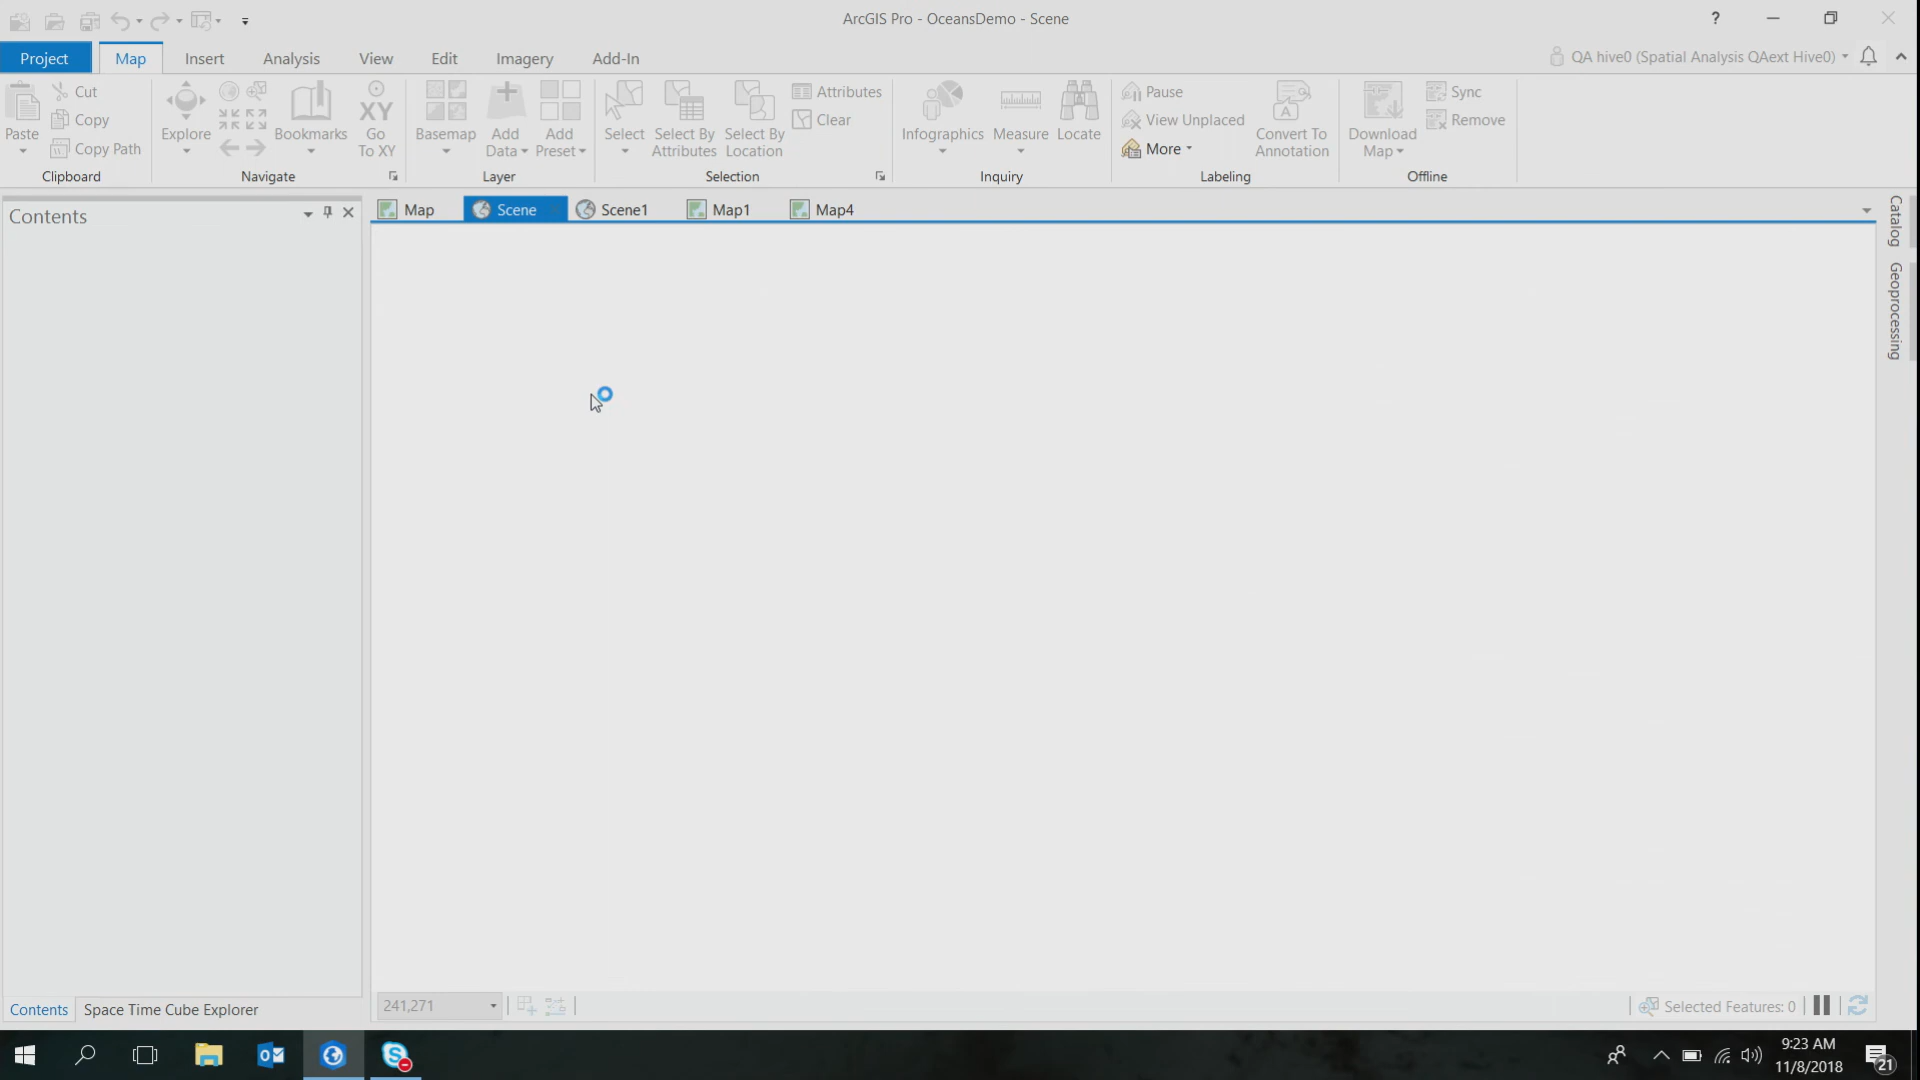 ArcGIS Pro - OceansDemo - Scene
?
Project Map Insert Analysis View Edit Imagery Add-In
QA hive0 (Spatial Analysis QAext Hive0)
Paste
Cut
Copy
Copy Path
Clipboard
Explore
Bookmarks
Go
To XY
XY
Navigate
Basemap
Add
Data
Add
Preset
Layer
Select
Select By
Attributes
Select By
Location
Attributes
Clear
Selection
Infographics
Measure
Locate
Inquiry
Pause
View Unplaced
More
Convert To
Annotation
A
Labeling
Download
Map
Sync
Remove
Offline
Contents
Map
Scene
Scene1
Map1
Map4
Catalog
Geoprocessing
241,271
Selected Features: 0
Contents
Space Time Cube Explorer
9:23 AM
11/8/2018
21